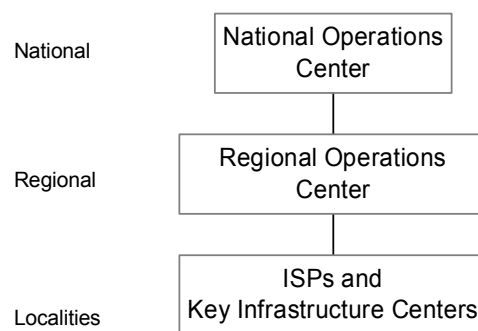 National
National Operations
Center
Regional
Regional Operations
Center
Localities
ISPs and
Key Infrastructure Centers